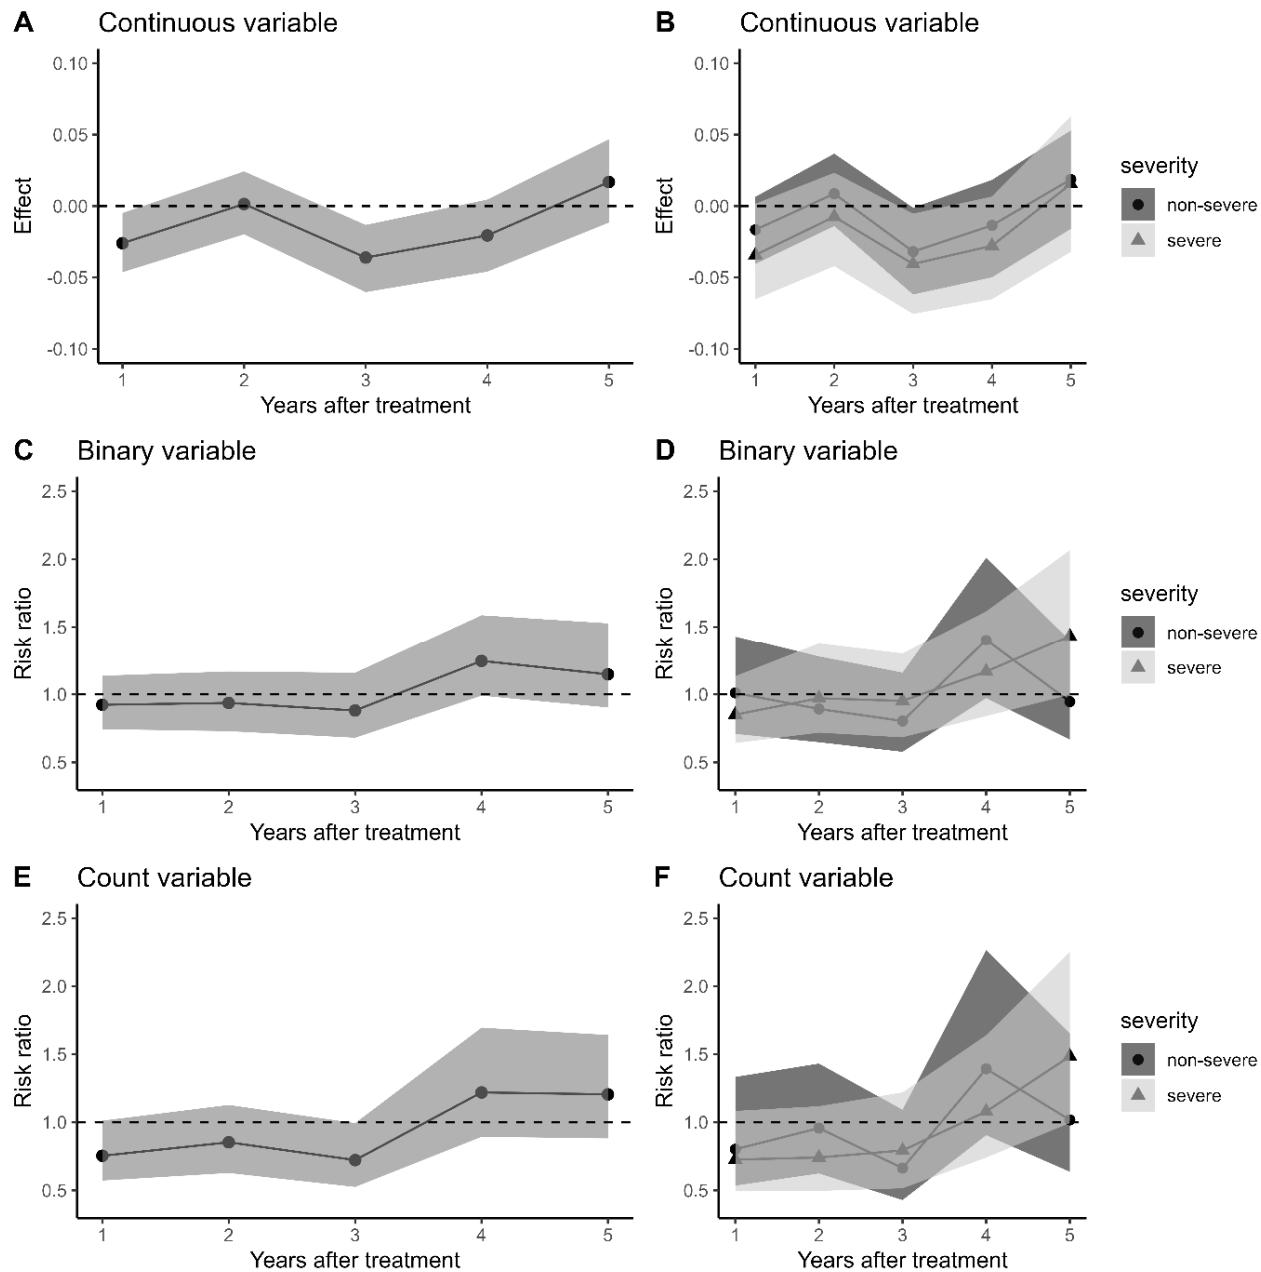 A Continuous variable
0.10
0.05
0.00
-0.05
-0.10
Effect
1 2 3 4 5
Years after treatment
B Continuous variable
0.10
0.05
0.00
-0.05
-0.10
Effect
1 2 3 4 5
Years after treatment
severity
non-severe
severe
C Binary variable
2.5
2.0
1.5
1.0
0.5
Risk ratio
1 2 3 4 5
Years after treatment
D Binary variable
2.5
2.0
1.5
1.0
0.5
Risk ratio
1 2 3 4 5
Years after treatment
severity
non-severe
severe
E Count variable
2.5
2.0
1.5
1.0
0.5
Risk ratio
1 2 3 4 5
Years after treatment
F Count variable
2.5
2.0
1.5
1.0
0.5
Risk ratio
1 2 3 4 5
Years after treatment
severity
non-severe
severe